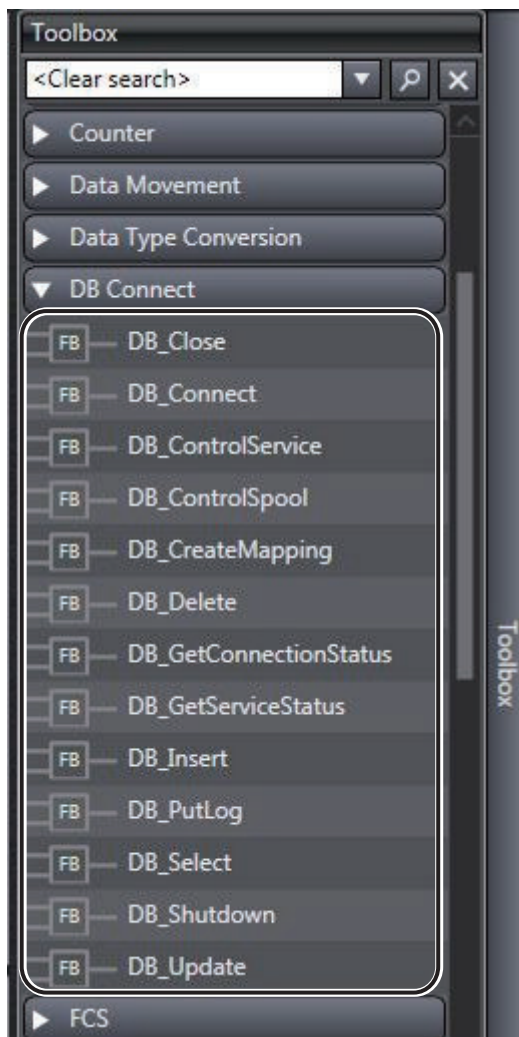 Toolbox
<Clear search>
Counter
Data Movement
Data Type Conversion
DB Connect
FB DB_Close
FB DB_Connect
FB DB_ControlService
FB DB_ControlSpool
FB DB_CreateMapping
FB DB_Delete
FB DB_GetConnectionStatus
FB DB_GetServiceStatus
FB DB_Insert
FB DB_PutLog
FB DB_Select
FB DB_Shutdown
FB DB_Update
FCS
Toolbox